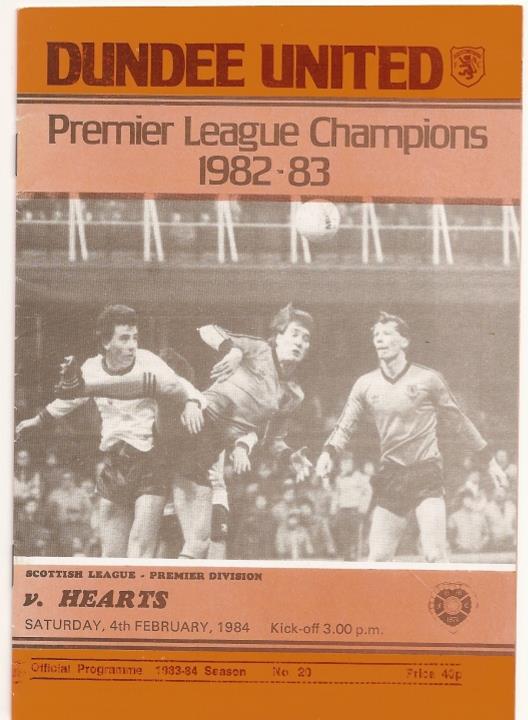 DUNDEE UNITED
Premier League Champions
1982-83
SCOTTISH LEAGUE - PREMIER DIVISION
v. HEARTS
SATURDAY, 4th FEBRUARY, 1984 Kick-off 3.00 p.m.
Official Programme 1983-84 Season No. 20 Price 40p